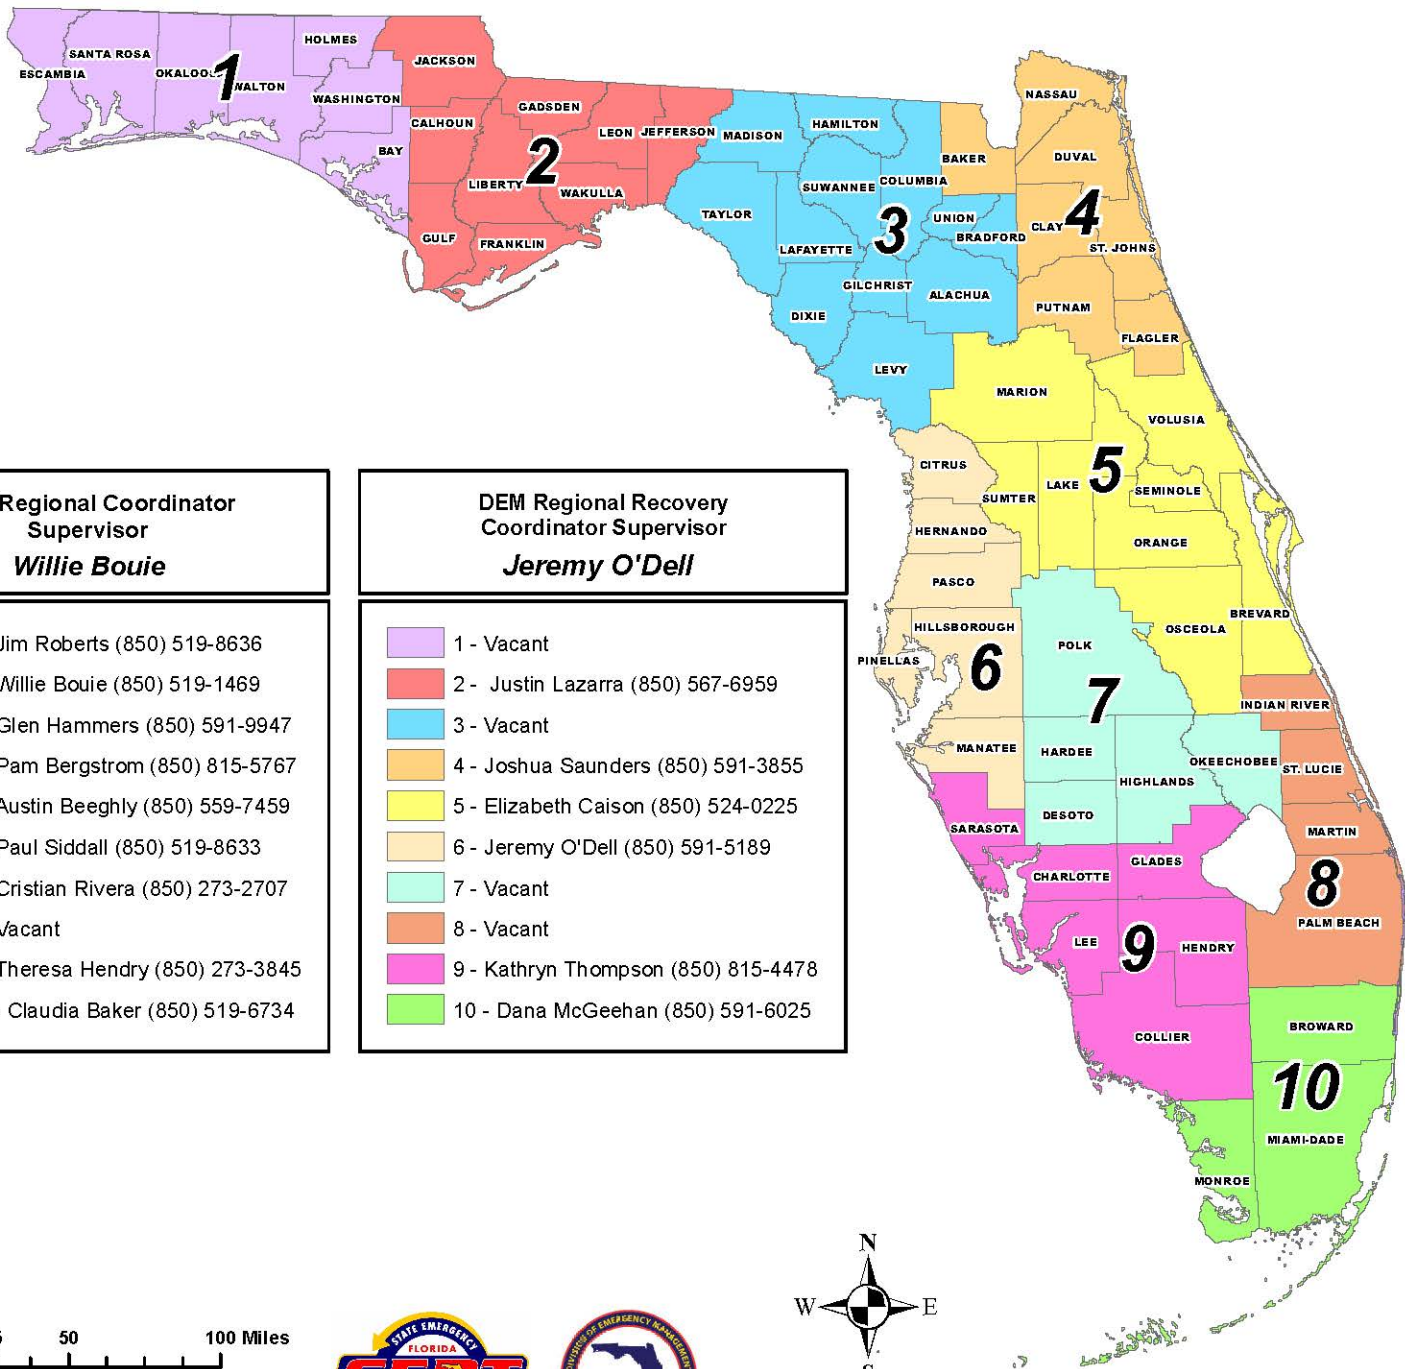 HOLMES
SANTA ROSA
ESCAMBIA
WALTON
1
WASHINGTON
BAY
JACKSON
GADSDEN
CALHOUN
LEON
JEFFERSON
2
LIBERTY
WAKULLA
GULF
FRANKLIN
MADISON
HAMILTON
SUWANNEE
COLUMBIA
TAYLOR
UNION
BRADFORD
3
LAFAYETTE
GILCHRIST
ALACHUA
DIXIE
LEVY
NASSAU
BAKER
DUVAL
4
CLAY
ST. JOHNS
PUTNAM
FLAGLER
MARION
VOLUSIA
5
LAKE
SUMTER
SEMINOLE
ORANGE
BREVARD
OSCEOLA
CITRUS
HERNANDO
PASCO
HILLSBOROUGH
PINELLAS
6
MANATEE
POLK
7
HARDEE
HIGHLANDS
OKEECHOBEE
DESOTO
INDIAN RIVER
ST. LUCIE
MARTIN
8
PALM BEACH
SARASOTA
CHARLOTTE
GLADES
LEE
9
HENDRY
COLLIER
BROWARD
10
MIAMI-DADE
MONROE
Regional Coordinator
Supervisor
Willie Bouie
Jim Roberts (850) 519-8636
Willie Bouie (850) 519-1469
Glen Hammers (850) 591-9947
Pam Bergstrom (850) 815-5767
Austin Beeghly (850) 559-7459
Paul Siddall (850) 519-8633
Cristian Rivera (850) 273-2707
Vacant
Theresa Hendry (850) 273-3845
Claudia Baker (850) 519-6734
DEM Regional Recovery
Coordinator Supervisor
Jeremy O'Dell
1 - Vacant
2 - Justin Lazarra (850) 567-6959
3 - Vacant
4 - Joshua Saunders (850) 591-3855
5 - Elizabeth Caison (850) 524-0225
6 - Jeremy O'Dell (850) 591-5189
7 - Vacant
8 - Vacant
9 - Kathryn Thompson (850) 815-4478
10 - Dana McGeehan (850) 591-6025
N
W E
50 100 Miles
STATE EMERGENCY
FLORIDA
DIVISION OF EMERGENCY MANAGEMENT